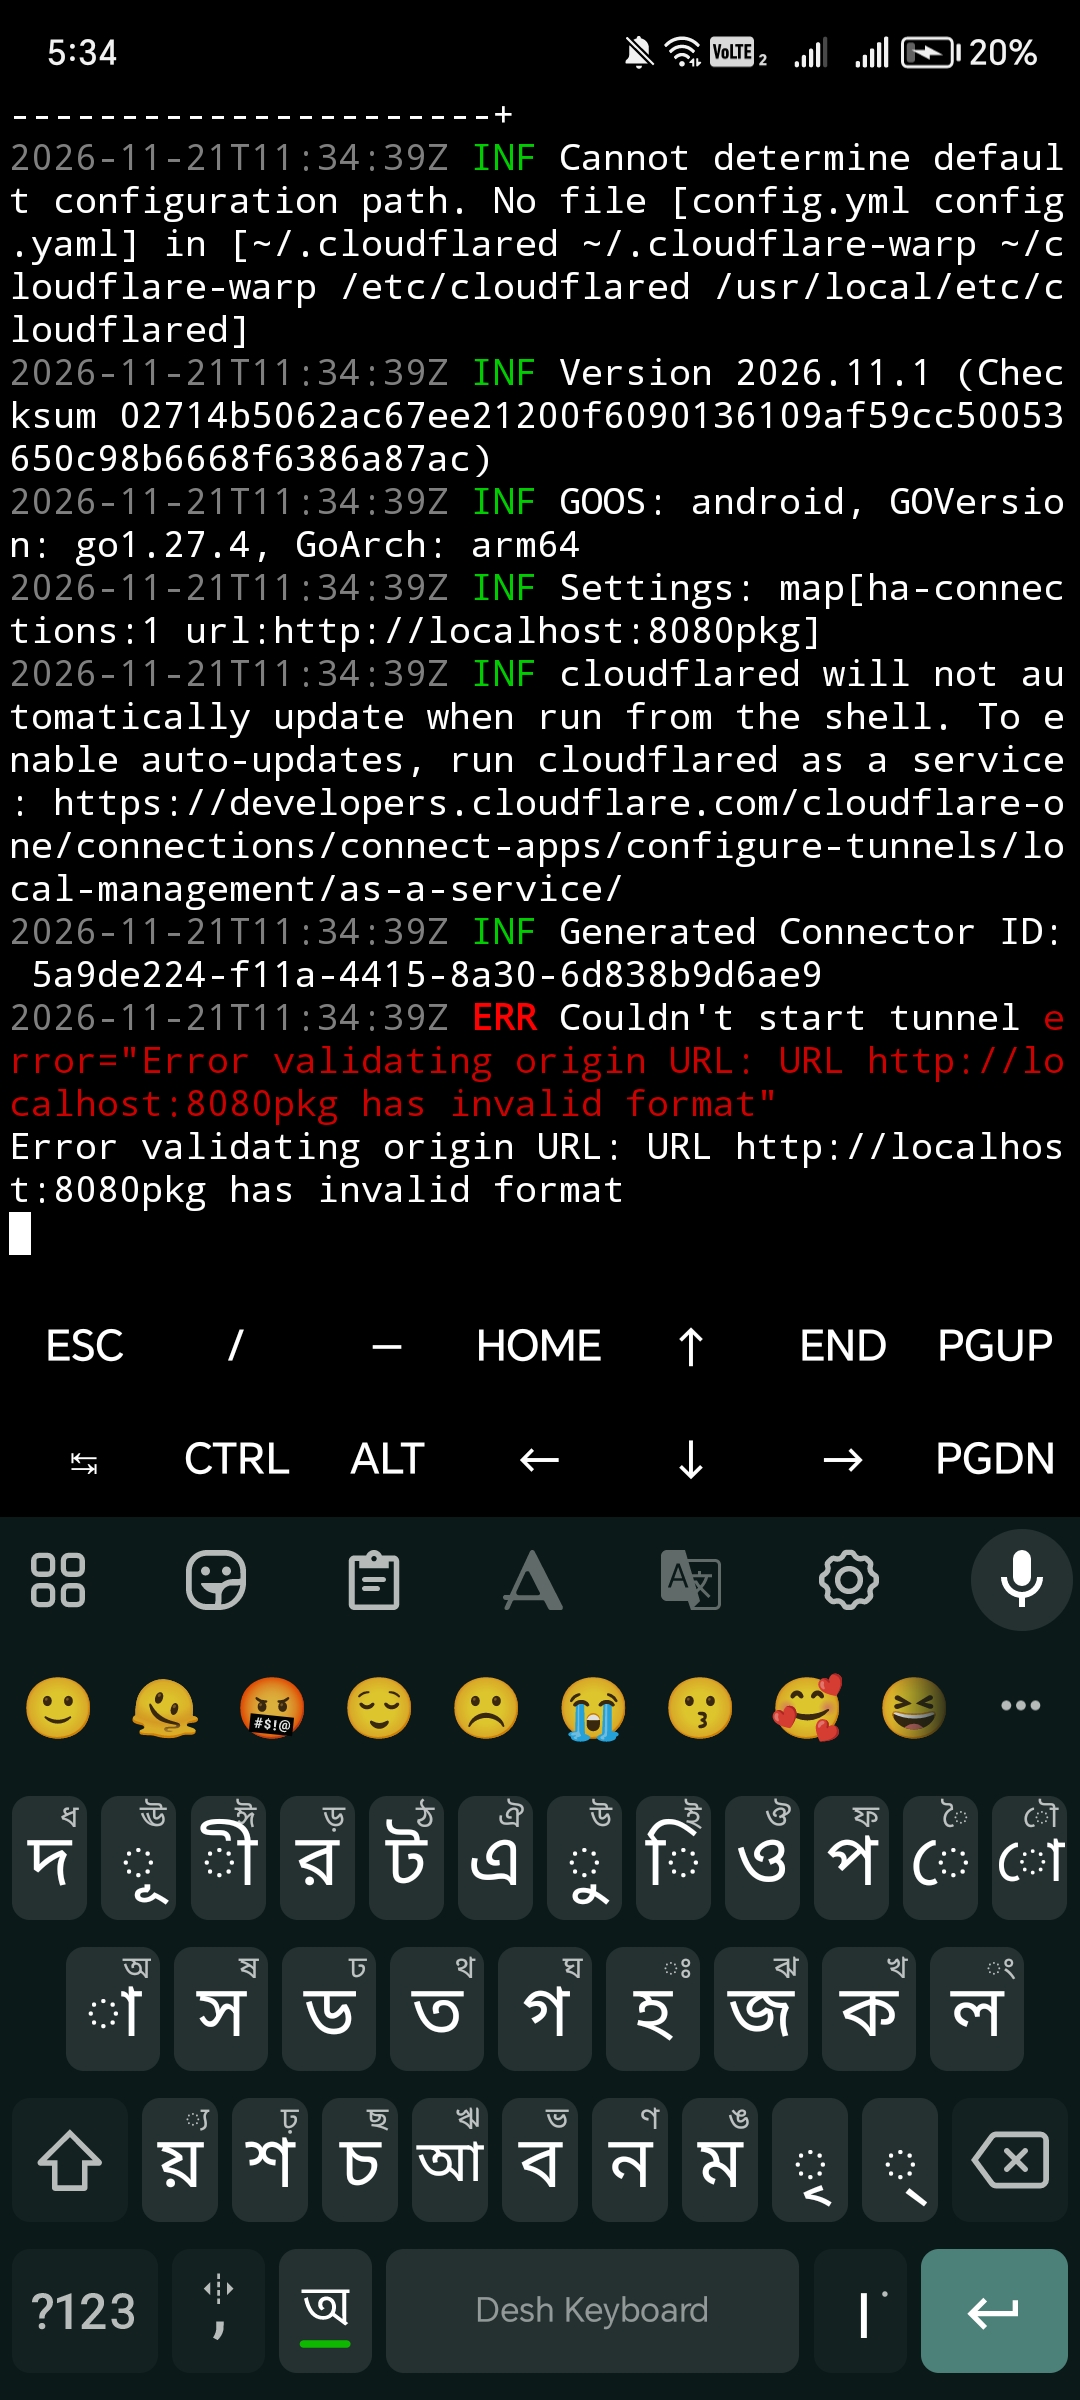 5:34 VoLTE 2 20%
----------------------+
2026-11-21T11:34:39Z INF Cannot determine defaul
t configuration path. No file [config.yml config
.yaml] in [~/.cloudflared ~/.cloudflare-warp ~/c
loudflare-warp /etc/cloudflared /usr/local/etc/c
loudflared]
2026-11-21T11:34:39Z INF Version 2026.11.1 (Chec
ksum 02714b5062ac67ee21200f6090136109af59cc50053
650c98b6668f6386a87ac)
2026-11-21T11:34:39Z INF GOOS: android, GOVersio
n: go1.27.4, GoArch: arm64
2026-11-21T11:34:39Z INF Settings: map[ha-connec
tions:1 url:http://localhost:8080pkg]
2026-11-21T11:34:39Z INF cloudflared will not au
tomatically update when run from the shell. To e
nable auto-updates, run cloudflared as a service
: https://developers.cloudflare.com/cloudflare-o
ne/connections/connect-apps/configure-tunnels/lo
cal-management/as-a-service/
2026-11-21T11:34:39Z INF Generated Connector ID:
 5a9de224-f11a-4415-8a30-6d838b9d6ae9
2026-11-21T11:34:39Z ERR Couldn't start tunnel e
rror="Error validating origin URL: URL http://lo
calhost:8080pkg has invalid format"
Error validating origin URL: URL http://localhos
t:8080pkg has invalid format
ESC / — HOME ↑ END PGUP
↹ CTRL ALT ← ↓ → PGDN
A A文
#$!@
ধ ঊ ঈ ড় ঠ ঐ উ ই ঔ ফ ৈ ৌ
দ ূ ী র ট এ ু ি ও প ে ো
অ ষ ঢ থ ঘ ঃ ঝ খ ং
া স ড ত গ হ জ ক ল
্য ঢ় ছ ঋ ভ ণ ঙ
য় শ চ আ ব ন ম ৃ ্
?123 , অ Desh Keyboard ।